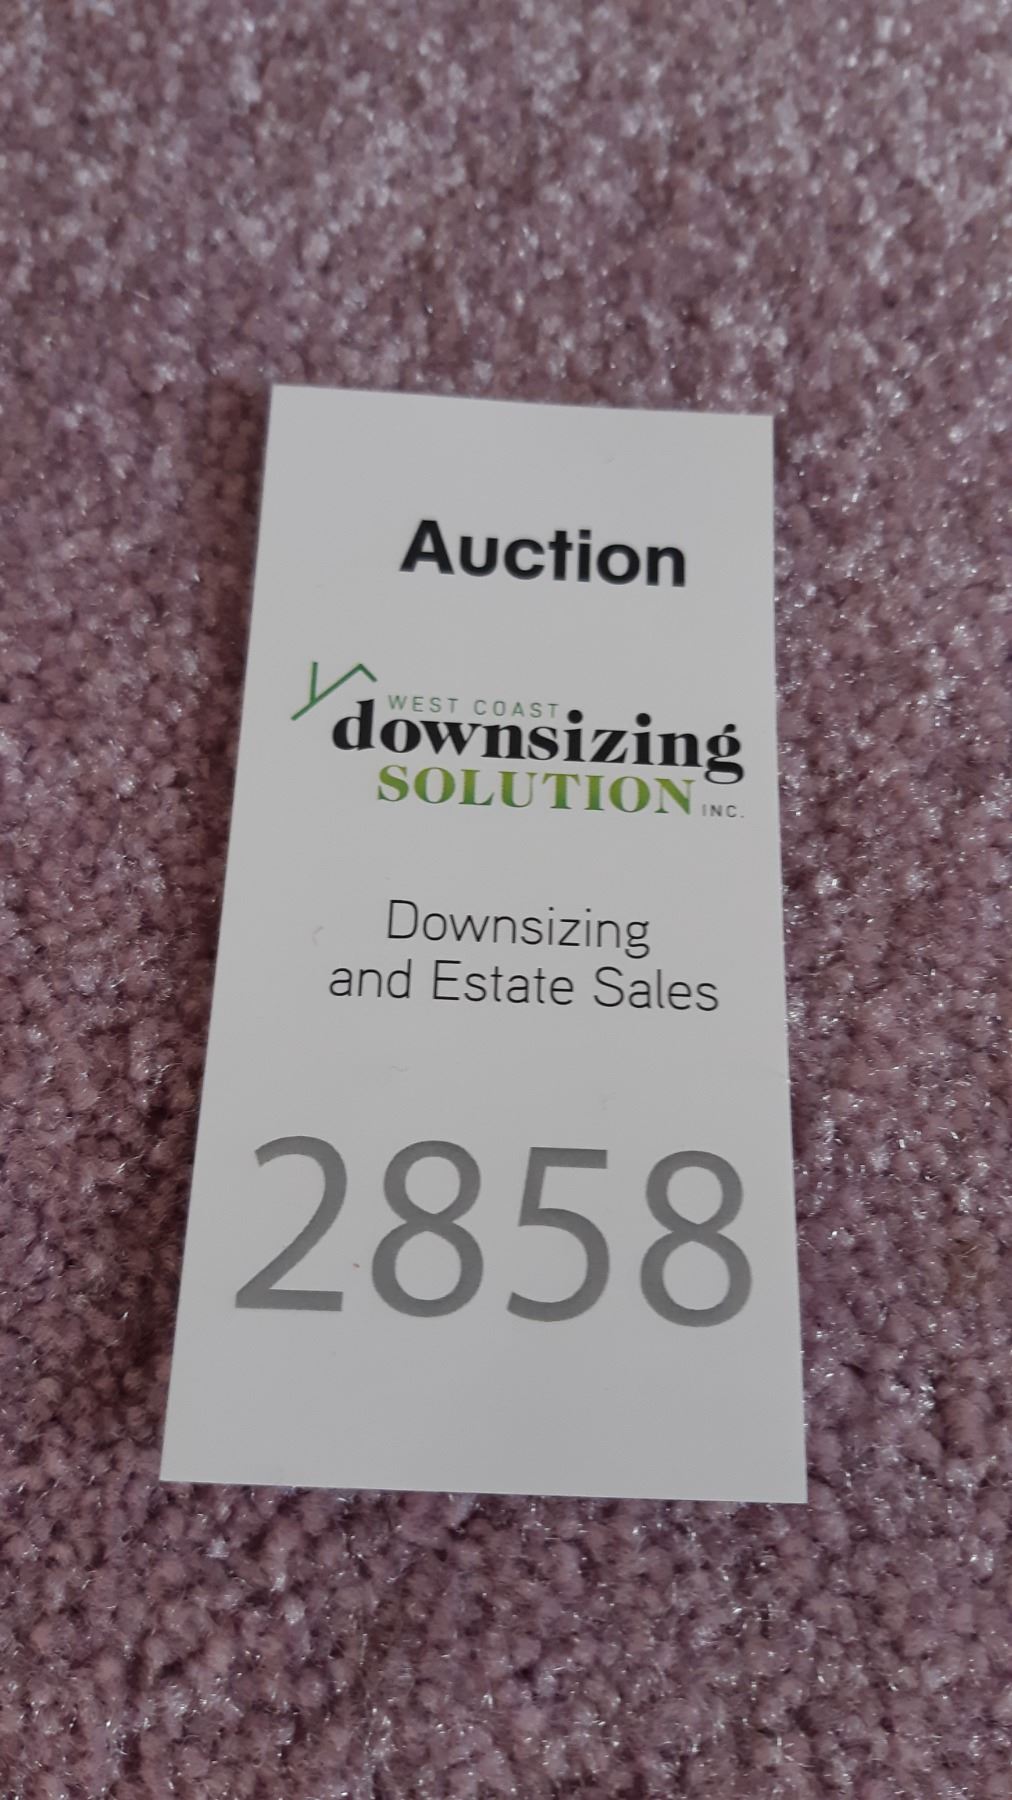 Auction
WEST COAST
downsizing
SOLUTION INC.
Downsizing
and Estate Sales
2858